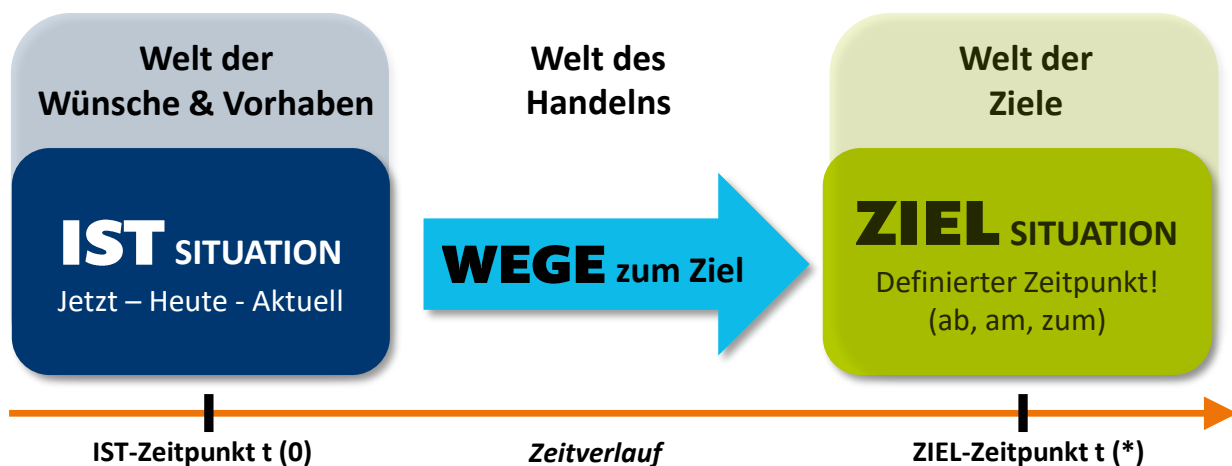 Welt der
Wünsche & Vorhaben
IST SITUATION
Jetzt – Heute - Aktuell
Welt des
Handelns
WEGE zum Ziel
Welt der
Ziele
ZIEL SITUATION
Definierter Zeitpunkt!
(ab, am, zum)
IST-Zeitpunkt t (0)
Zeitverlauf
ZIEL-Zeitpunkt t (*)